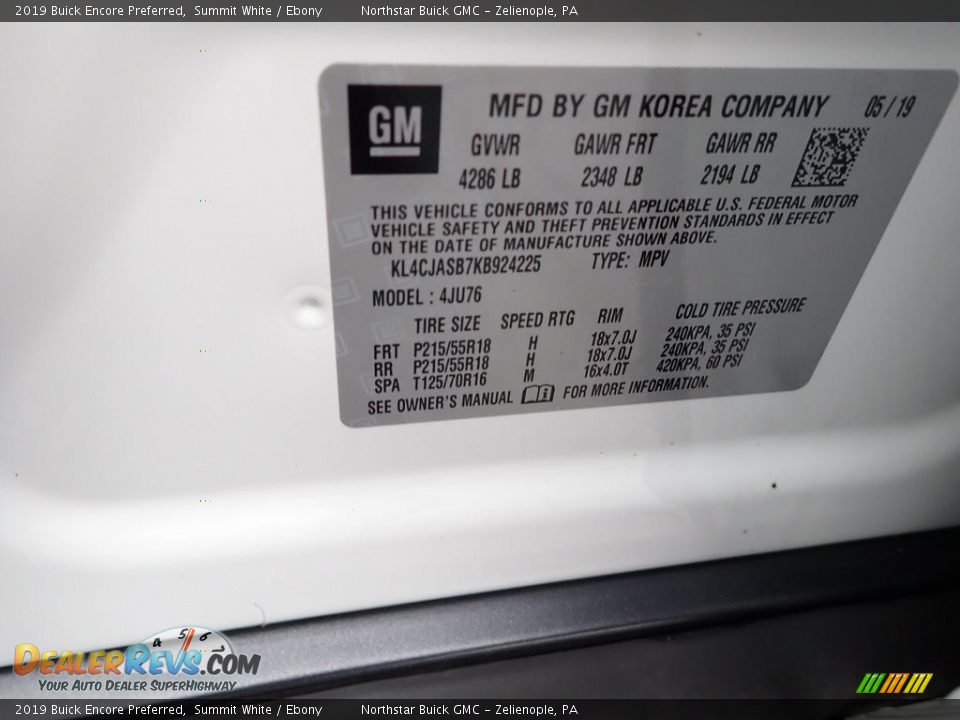 2019 Buick Encore Preferred, Summit White / Ebony Northstar Buick GMC - Zelienople, PA
GM
MFD BY GM KOREA COMPANY 05/19
GVWR GAWR FRT GAWR RR
4286 LB 2348 LB 2194 LB
THIS VEHICLE CONFORMS TO ALL APPLICABLE U.S. FEDERAL MOTOR
VEHICLE SAFETY AND THEFT PREVENTION STANDARDS IN EFFECT
ON THE DATE OF MANUFACTURE SHOWN ABOVE.
KL4CJASB7KB924225 TYPE: MPV
MODEL : 4JU76
TIRE SIZE SPEED RTG RIM COLD TIRE PRESSURE
FRT P215/55R18 H 18x7.0J 240KPA, 35 PSI
RR P215/55R18 H 18x7.0J 240KPA, 35 PSI
SPA T125/70R16 M 16x4.0T 420KPA, 60 PSI
SEE OWNER'S MANUAL FOR MORE INFORMATION.
4 5 6 7
DEALERREVS.COM
YOUR AUTO DEALER SUPERHIGHWAY
2019 Buick Encore Preferred, Summit White / Ebony Northstar Buick GMC - Zelienople, PA